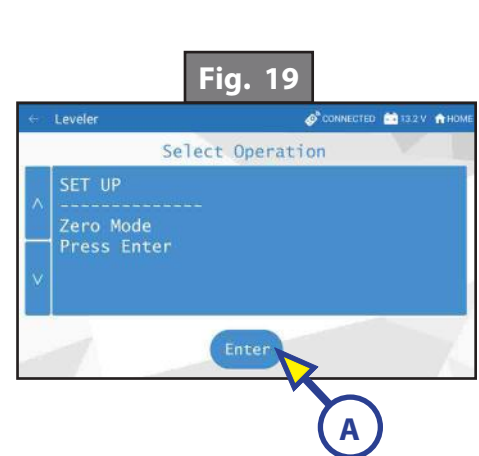 Fig. 19
← Leveler CONNECTED 13.2 V HOME
Select Operation
SET UP
--------------
Zero Mode
Press Enter
Enter
A